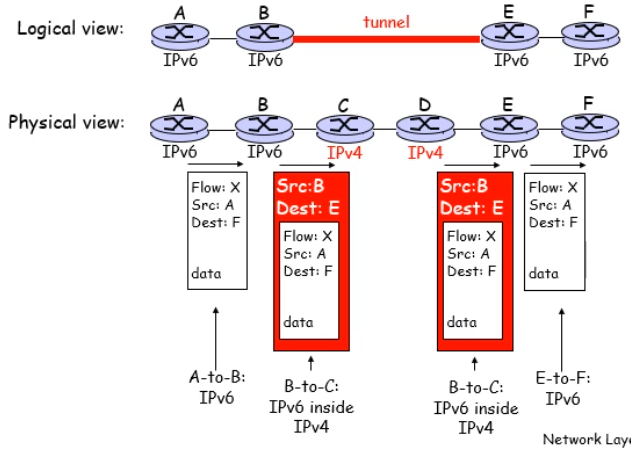 A B E F
Logical view: tunnel
IPv6 IPv6 IPv6 IPv6
A B C D E F
Physical view:
IPv6 IPv6 IPv4 IPv4 IPv6 IPv6
Flow: X
Src: A
Dest: F
data
Src:B
Dest: E
Flow: X
Src: A
Dest: F
data
Src:B
Dest: E
Flow: X
Src: A
Dest: F
data
Flow: X
Src: A
Dest: F
data
A-to-B:
IPv6
B-to-C:
IPv6 inside
IPv4
B-to-C:
IPv6 inside
IPv4
E-to-F:
IPv6
Network Laye